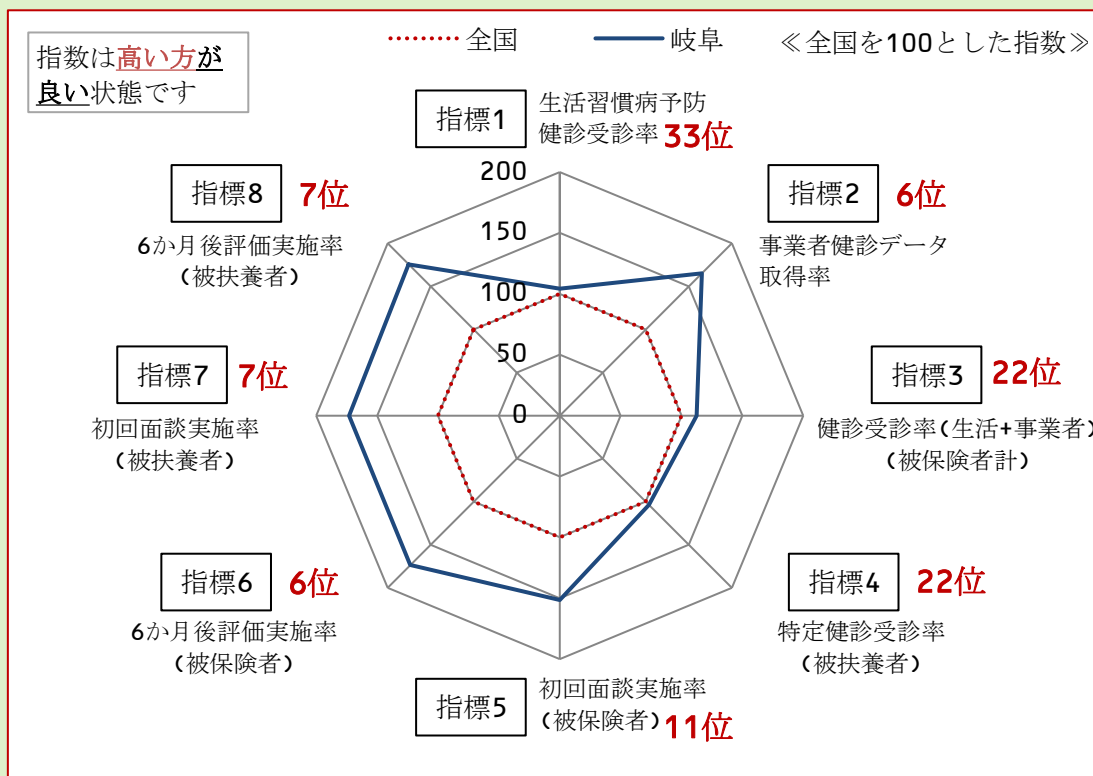 指数は高い方が
良い状態です
全国
岐阜
≪全国を100とした指数≫
指標1
生活習慣病予防
健診受診率 33位
指標2 6位
事業者健診データ
取得率
指標3 22位
健診受診率(生活+事業者)
(被保険者計)
指標4 22位
特定健診受診率
(被扶養者)
指標5
初回面談実施率
(被保険者) 11位
指標6 6位
6か月後評価実施率
(被保険者)
指標7 7位
初回面談実施率
(被扶養者)
指標8 7位
6か月後評価実施率
(被扶養者)
200
150
100
50
0